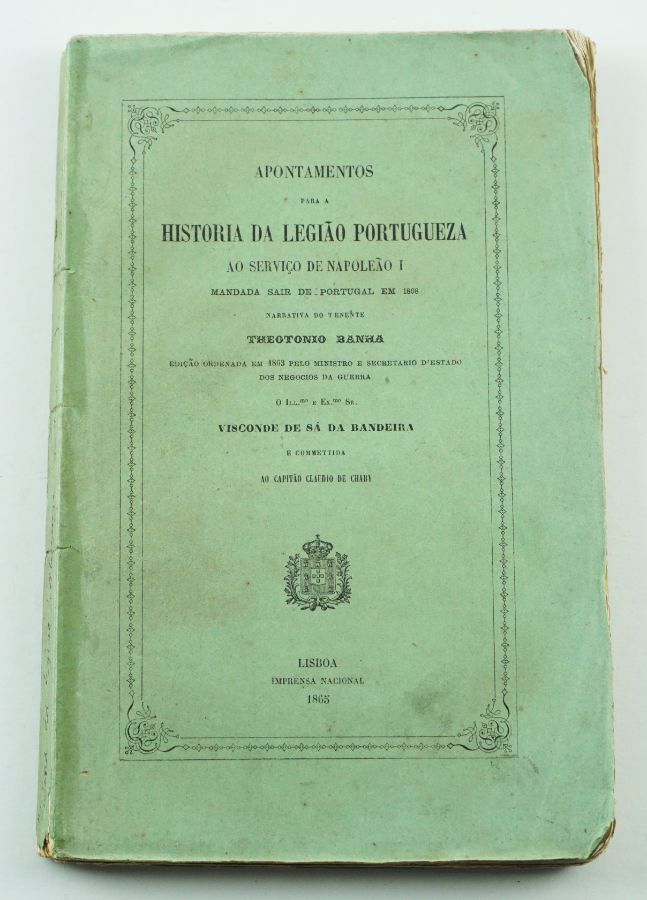 APONTAMENTOS
PARA A
HISTORIA DA LEGIÃO PORTUGUEZA
AO SERVIÇO DE NAPOLEÃO I
MANDADA SAIR DE PORTUGAL EM 1808
NARRATIVA DO TENENTE
THEOTONIO BANHA
EDIÇÃO ORDENADA EM 1863 PELO MINISTRO E SECRETARIO D'ESTADO
DOS NEGOCIOS DA GUERRA
O ILL.mo E EX.mo SR.
VISCONDE DE SÁ DA BANDEIRA
E COMMETTIDA
AO CAPITÃO CLAUDIO DE CHABY
LISBOA
IMPRENSA NACIONAL
1865